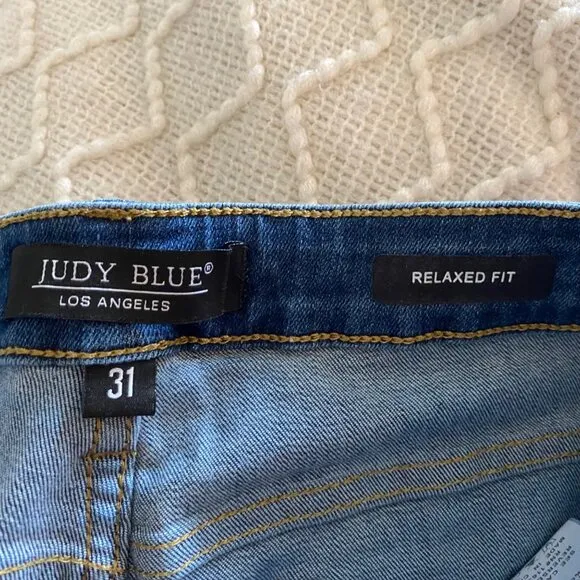 JUDY BLUE®
LOS ANGELES
RELAXED FIT
31